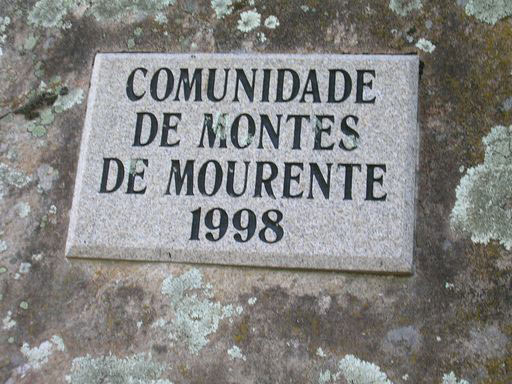 COMUNIDADE
DE MONTES
DE MOURENTE
1998